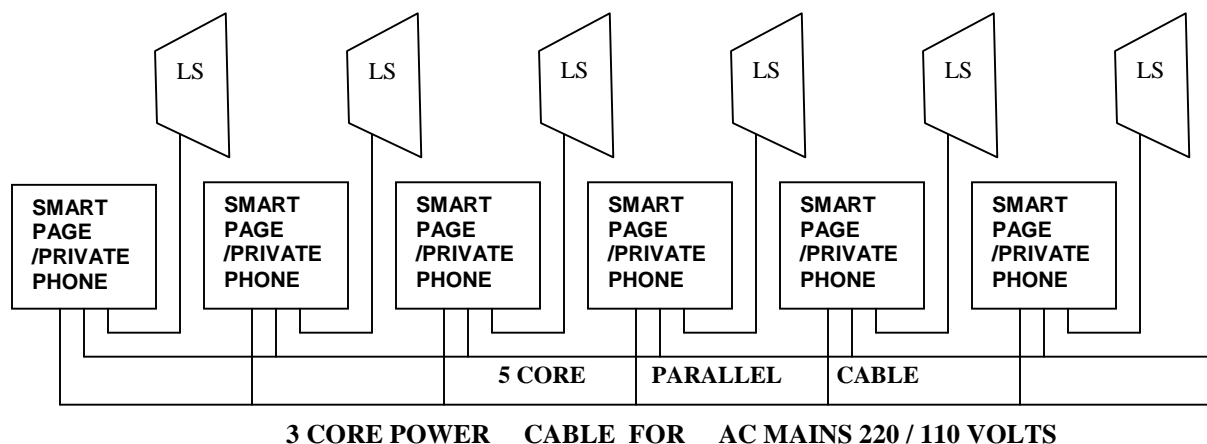 LS LS LS LS LS LS
SMART PAGE /PRIVATE PHONE
SMART PAGE /PRIVATE PHONE
SMART PAGE /PRIVATE PHONE
SMART PAGE /PRIVATE PHONE
SMART PAGE /PRIVATE PHONE
SMART PAGE /PRIVATE PHONE
5 CORE PARALLEL CABLE
3 CORE POWER CABLE FOR AC MAINS 220 / 110 VOLTS